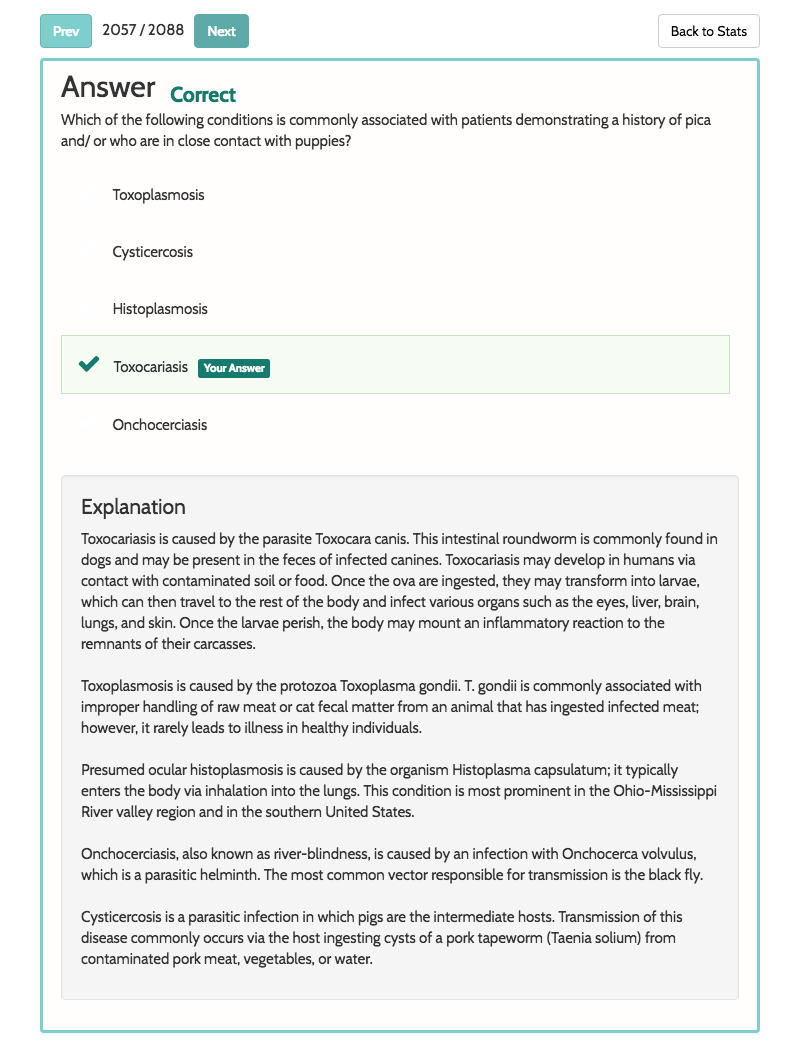 Prev 2057 / 2088 Next Back to Stats
Answer Correct
Which of the following conditions is commonly associated with patients demonstrating a history of pica
and/ or who are in close contact with puppies?
Toxoplasmosis
Cysticercosis
Histoplasmosis
Toxocariasis Your Answer
Onchocerciasis
Explanation
Toxocariasis is caused by the parasite Toxocara canis. This intestinal roundworm is commonly found in
dogs and may be present in the feces of infected canines. Toxocariasis may develop in humans via
contact with contaminated soil or food. Once the ova are ingested, they may transform into larvae,
which can then travel to the rest of the body and infect various organs such as the eyes, liver, brain,
lungs, and skin. Once the larvae perish, the body may mount an inflammatory reaction to the
remnants of their carcasses.
Toxoplasmosis is caused by the protozoa Toxoplasma gondii. T. gondii is commonly associated with
improper handling of raw meat or cat fecal matter from an animal that has ingested infected meat;
however, it rarely leads to illness in healthy individuals.
Presumed ocular histoplasmosis is caused by the organism Histoplasma capsulatum; it typically
enters the body via inhalation into the lungs. This condition is most prominent in the Ohio-Mississippi
River valley region and in the southern United States.
Onchocerciasis, also known as river-blindness, is caused by an infection with Onchocerca volvulus,
which is a parasitic helminth. The most common vector responsible for transmission is the black fly.
Cysticercosis is a parasitic infection in which pigs are the intermediate hosts. Transmission of this
disease commonly occurs via the host ingesting cysts of a pork tapeworm (Taenia solium) from
contaminated pork meat, vegetables, or water.